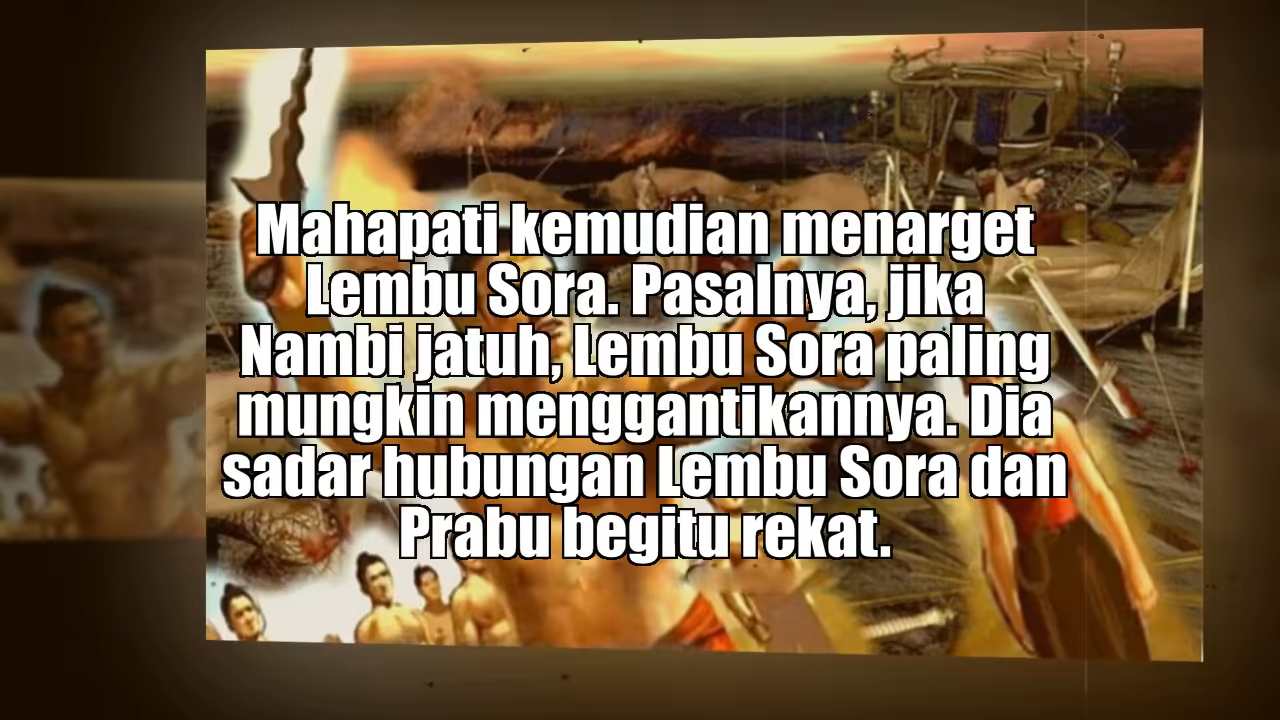 Mahapati kemudian menarget
Lembu Sora. Pasalnya, jika
Nambi jatuh, Lembu Sora paling
mungkin menggantikannya. Dia
sadar hubungan Lembu Sora dan
Prabu begitu rekat.